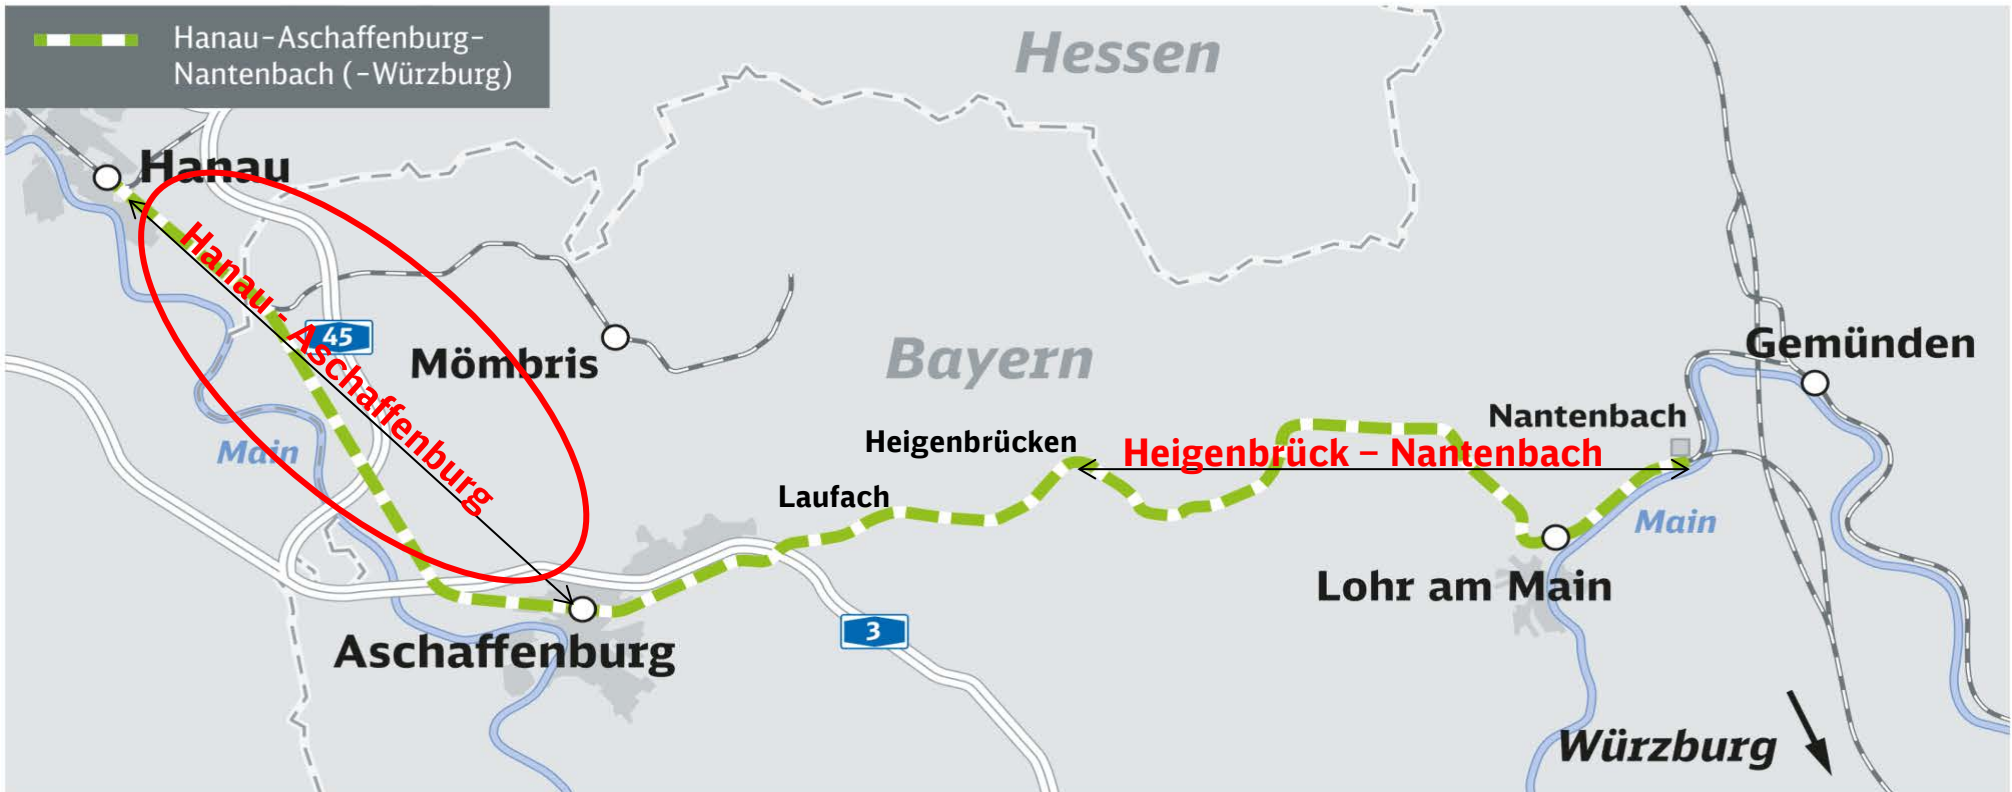 Hanau-Aschaffenburg-
Nantenbach (-Würzburg)
Hessen
Hanau
Hanau - Aschaffenburg
45
Mömbris
Bayern
Gemünden
Nantenbach
Heigenbrücken
Heigenbrück – Nantenbach
Main
Laufach
Main
Lohr am Main
3
Aschaffenburg
Würzburg